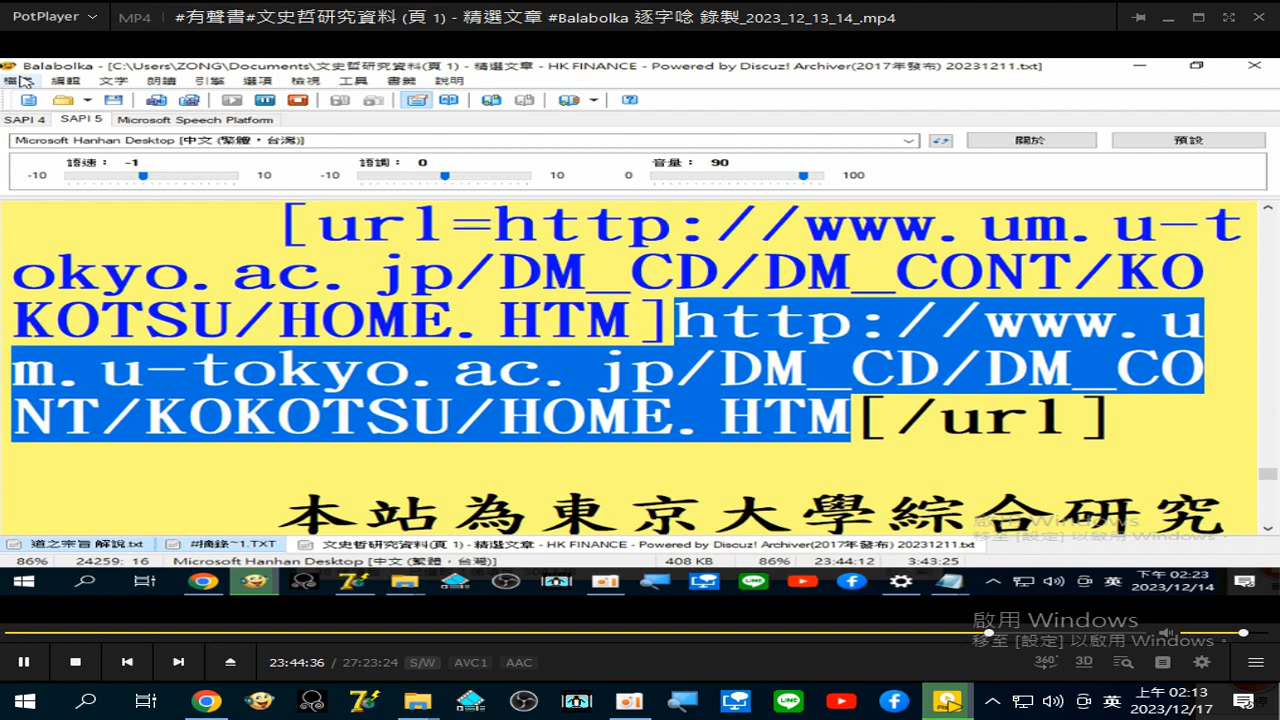 PotPlayer
MP4
#有聲書#文史哲研究資料 (頁 1) - 精選文章 #Balabolka 逐字唸 錄製_2023_12_13_14_.mp4
Balabolka - [C:\Users\ZONG\Documents\文史哲研究資料(頁 1) - 精選文章 - HK FINANCE - Powered by Discuz! Archiver(2017年發布) 20231211.txt]
檔案 編輯 文字 朗讀 引擎 選項 檢視 工具 書籤 說明
SAPI 4 SAPI 5 Microsoft Speech Platform
Microsoft Hanhan Desktop [中文 (繁體，台灣)]
關於 預設
語速： -1 語調： 0 音量： 90
-10 10 -10 10 0 100
[url=http://www.um.u-t
okyo.ac.jp/DM_CD/DM_CONT/KO
KOTSU/HOME.HTM]http://www.u
m.u-tokyo.ac.jp/DM_CD/DM_CO
NT/KOKOTSU/HOME.HTM[/url]
本站為東京大學綜合研究
啟用 Windows
移至 [設定] 以啟用 Windows。
道之宗旨 解說.txt #摘錄~1.TXT 文史哲研究資料(頁 1) - 精選文章 - HK FINANCE - Powered by Discuz! Archiver(2017年發布) 20231211.txt
86% 24259: 16 Microsoft Hanhan Desktop [中文 (繁體，台灣)] 408 KB 86% 23:44:12 3:43:25
英 下午 02:23
2023/12/14
啟用 Windows
移至 [設定] 以啟用 Windows。
23:44:36 / 27:23:24 S/W AVC1 AAC
360° 3D
英 上午 02:13
2023/12/17